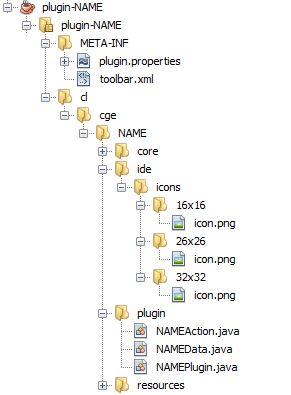 plugin-NAME
plugin-NAME
META-INF
plugin.properties
toolbar.xml
cl
cge
NAME
core
ide
icons
16x16
icon.png
26x26
icon.png
32x32
icon.png
plugin
NAMEAction.java
NAMEData.java
NAMEPlugin.java
resources